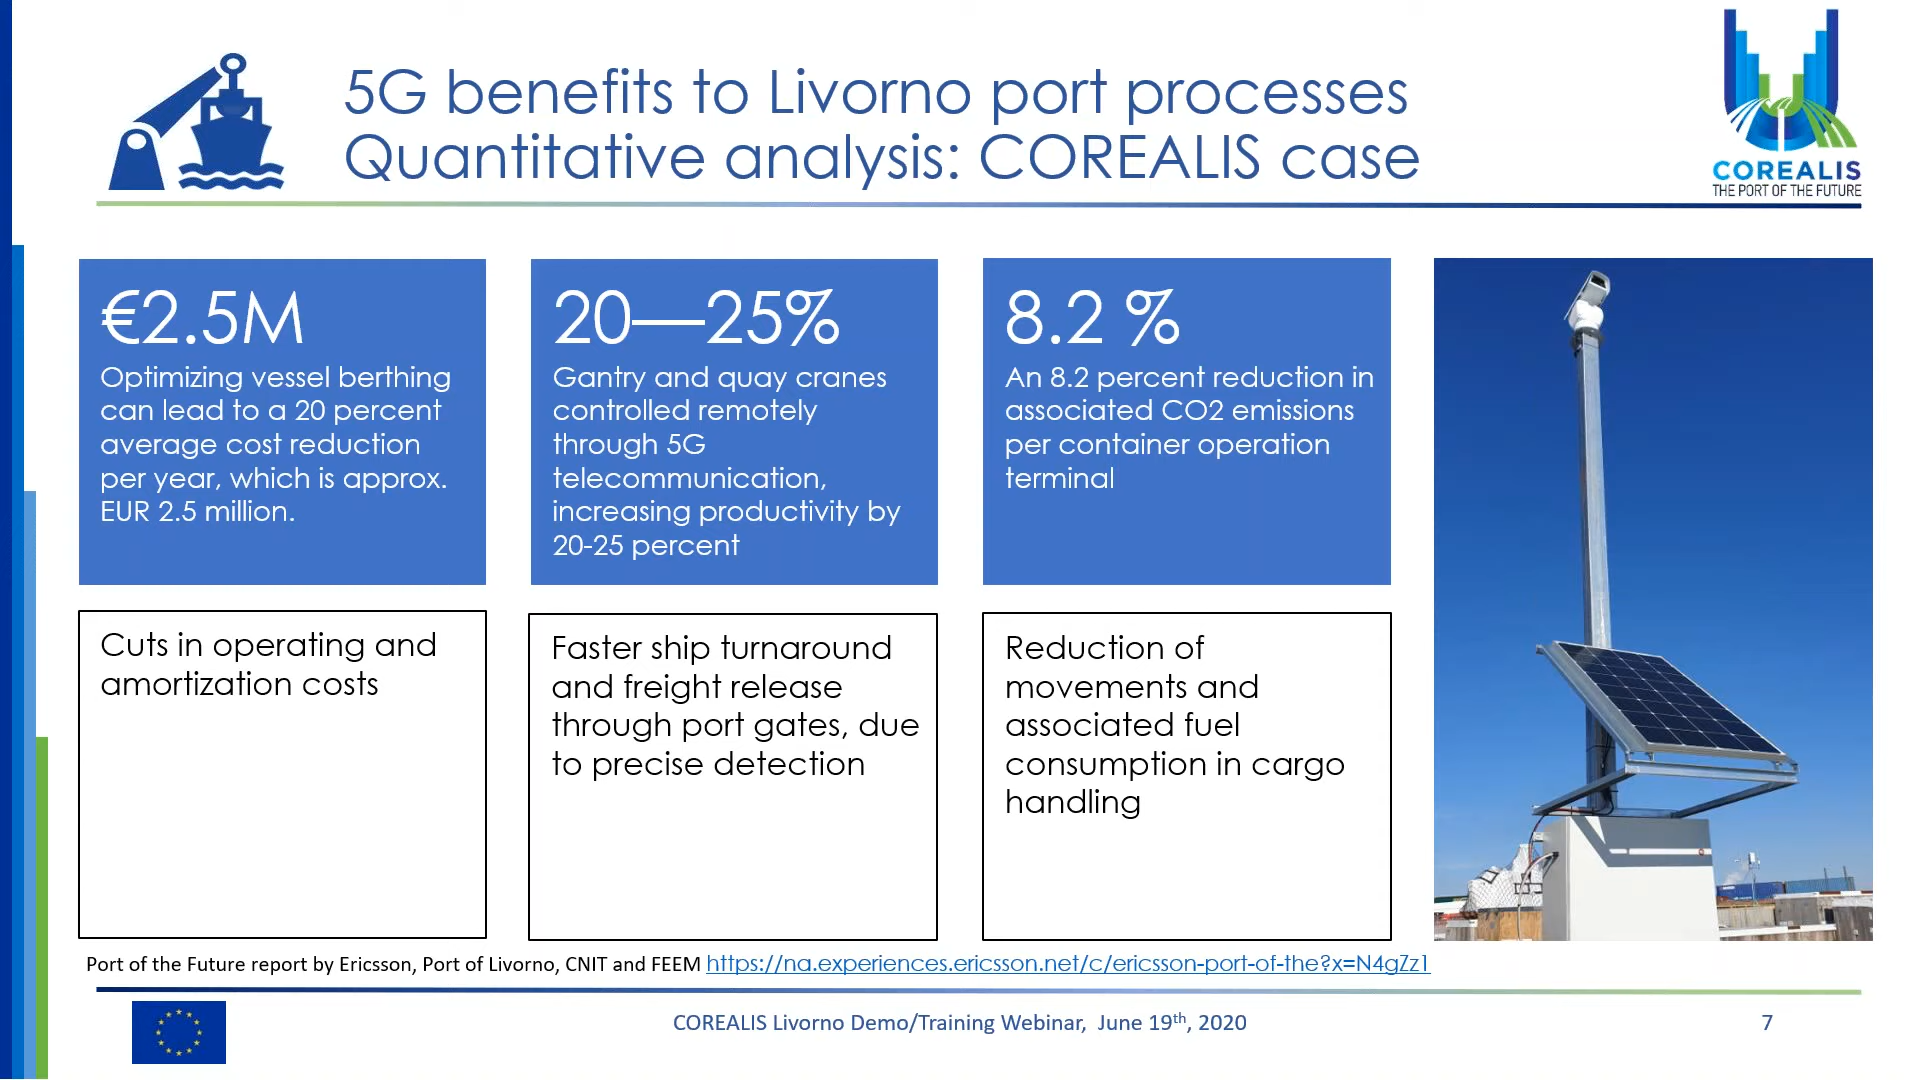 5G benefits to Livorno port processes
Quantitative analysis: COREALIS case
COREALIS
THE PORT OF THE FUTURE
€2.5M
Optimizing vessel berthing
can lead to a 20 percent
average cost reduction
per year, which is approx.
EUR 2.5 million.
20—25%
Gantry and quay cranes
controlled remotely
through 5G
telecommunication,
increasing productivity by
20-25 percent
8.2 %
An 8.2 percent reduction in
associated CO2 emissions
per container operation
terminal
Cuts in operating and
amortization costs
Faster ship turnaround
and freight release
through port gates, due
to precise detection
Reduction of
movements and
associated fuel
consumption in cargo
handling
Port of the Future report by Ericsson, Port of Livorno, CNIT and FEEM https://na.experiences.ericsson.net/c/ericsson-port-of-the?x=N4gZz1
COREALIS Livorno Demo/Training Webinar, June 19th, 2020
7